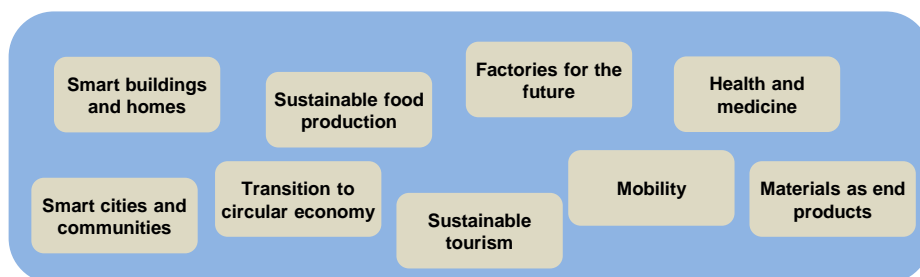 Smart buildings
and homes
Sustainable food
production
Factories for the
future
Health and
medicine
Smart cities and
communities
Transition to
circular economy
Sustainable
tourism
Mobility
Materials as end
products